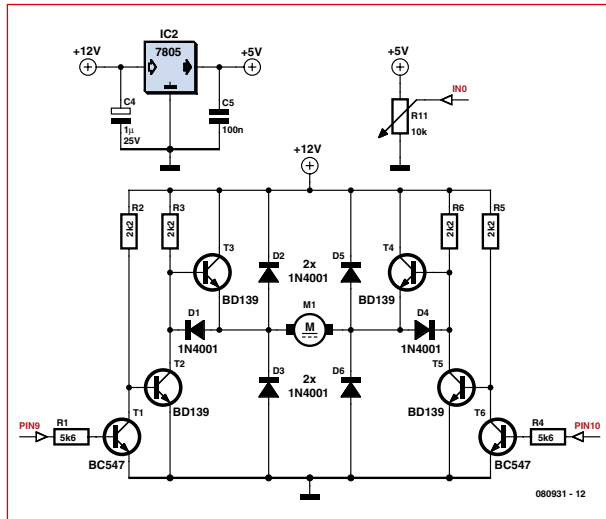 IC2
+12V
7805
+5V
C4
1μ
25V
C5
100n
+5V
IN0
R11
10k
+12V
R2
2k2
R3
2k2
R6
2k2
R5
2k2
T3
BD139
D2
2x
1N4001
D5
T4
BD139
M1
M
D1
1N4001
D4
1N4001
T2
BD139
D3
2x
1N4001
D6
T5
BD139
PIN9
R1
5k6
T1
BC547
T6
BC547
R4
5k6
PIN10
080931 - 12